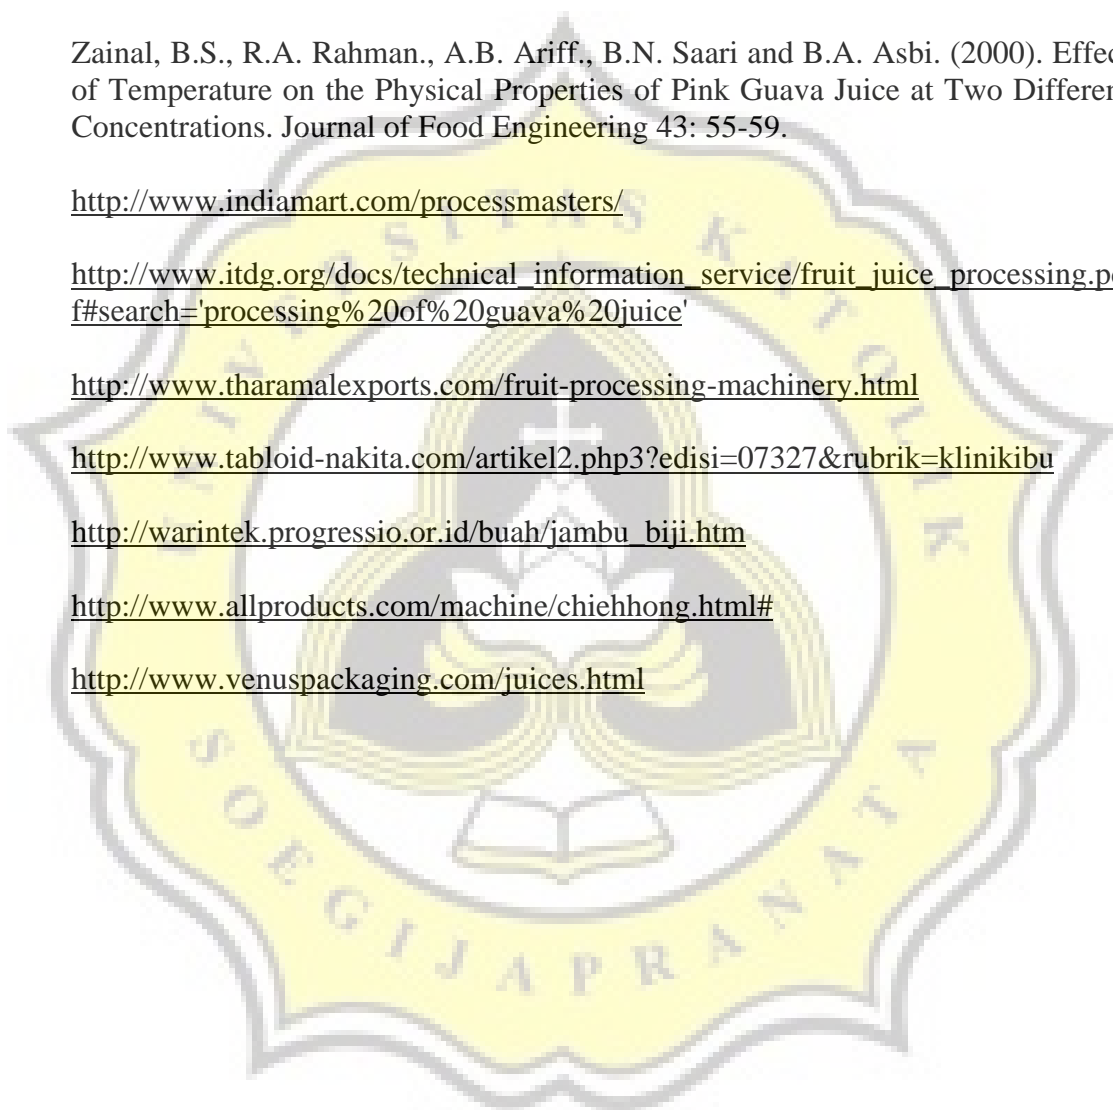 Zainal, B.S., R.A. Rahman., A.B. Ariff., B.N. Saari and B.A. Asbi. (2000). Effec
of Temperature on the Physical Properties of Pink Guava Juice at Two Differen
Concentrations. Journal of Food Engineering 43: 55-59.
http://www.indiamart.com/processmasters/
http://www.itdg.org/docs/technical_information_service/fruit_juice_processing.p
f#search='processing%20of%20guava%20juice'
http://www.tharamalexports.com/fruit-processing-machinery.html
http://www.tabloid-nakita.com/artikel2.php3?edisi=07327&rubrik=klinikibu
http://warintek.progressio.or.id/buah/jambu_biji.htm
http://www.allproducts.com/machine/chiehhong.html#
http://www.venuspackaging.com/juices.html
UNIVERSITAS KATOLIK
SOEGIJAPRANATA